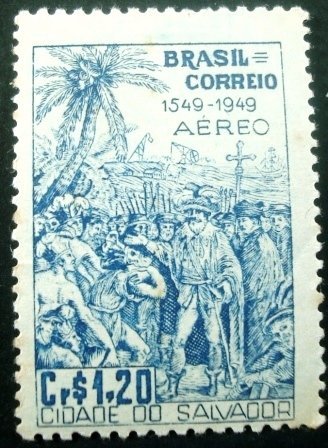 BRASIL=
CORREIO
1549-1949
AÉREO
Cr$1,20
CIDADE DO SALVADOR